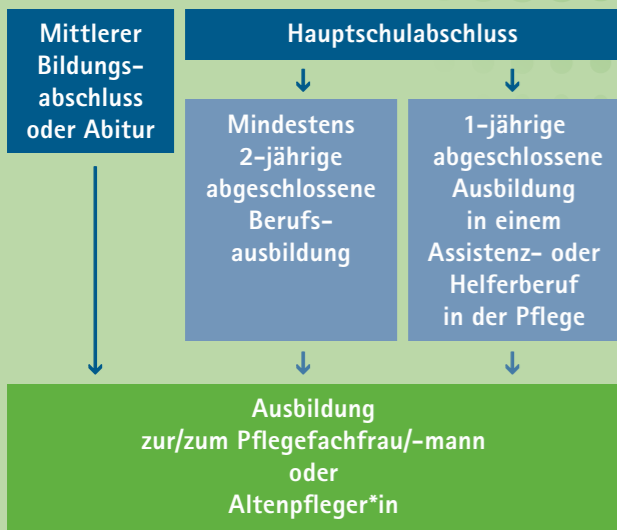 Mittlerer
Bildungs-
abschluss
oder Abitur
Hauptschulabschluss
Mindestens
2-jährige
abgeschlossene
Berufs-
ausbildung
1-jährige
abgeschlossene
Ausbildung
in einem
Assistenz- oder
Helferberuf
in der Pflege
Ausbildung
zur/zum Pflegefachfrau/-mann
oder
Altenpfleger*in